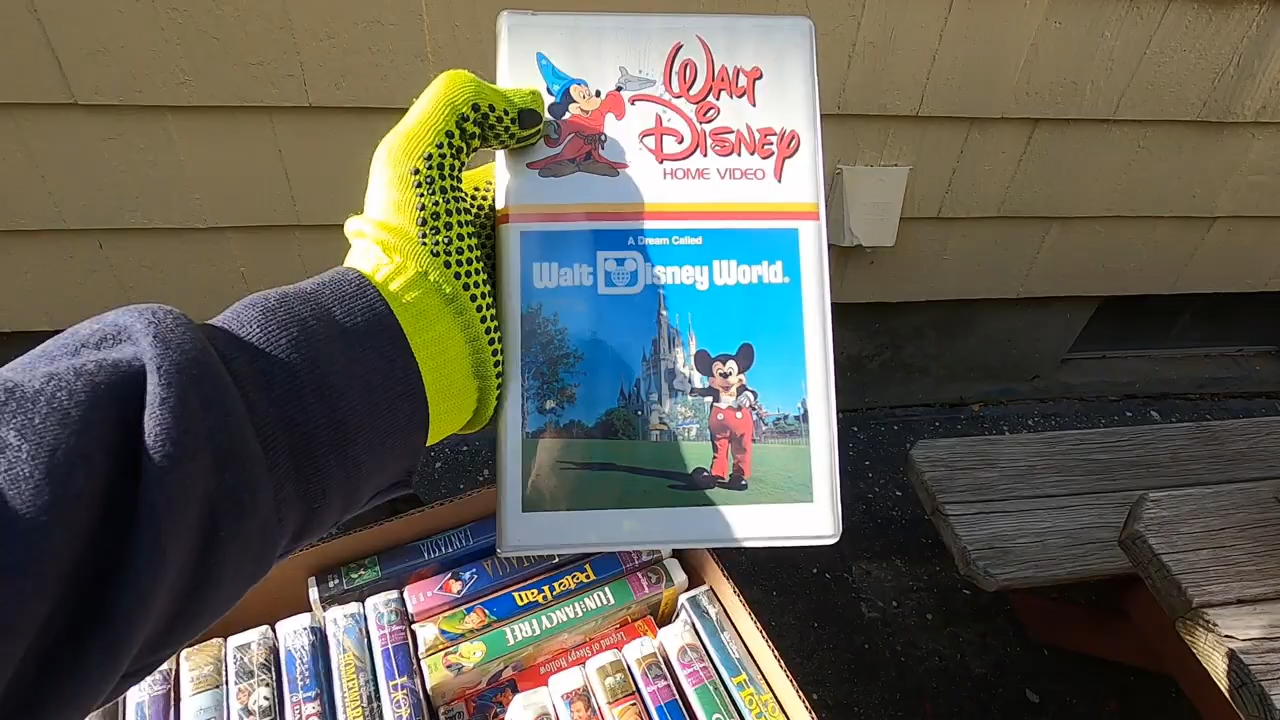 WALT
DISNEY
HOME VIDEO
A Dream Called
Walt Disney World.
FANTASIA
FANTASIA
Peter Pan
FUN & FANCY FREE
Legend of Sleepy Hollow